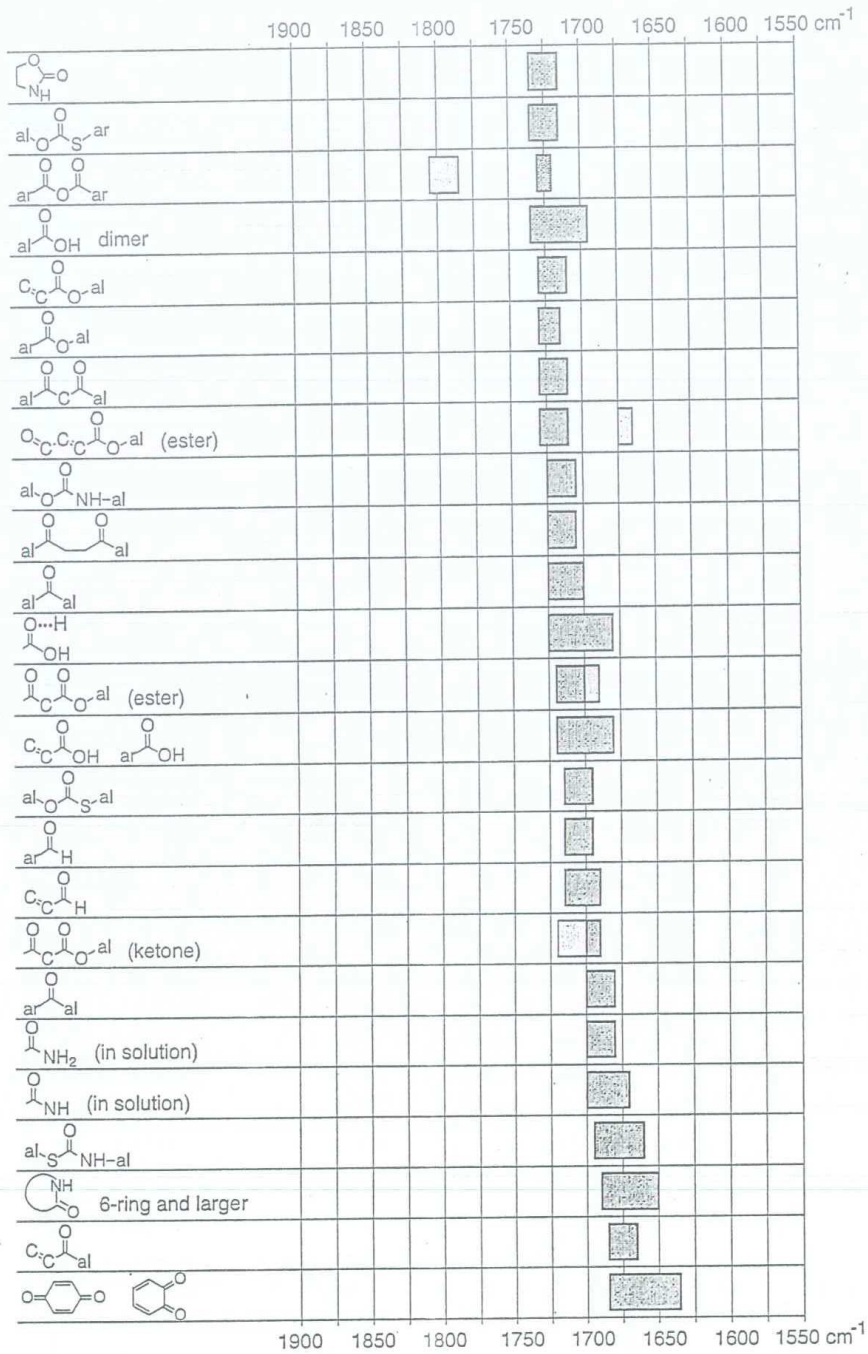 1900 1850 1800 1750 1700 1650 1600 1550 cm-1
O
O
N
H
O
al O S ar
O O
ar O ar
O
al OH dimer
O
C C O al
O
ar O al
O O
al C al
O
O C C C O al (ester)
O
al O NH-al
O O
al al
O
al al
O H
OH
O O
C O al (ester)
O O
C C OH ar OH
O
al O S al
O
ar H
O
C C H
O O
C O al (ketone)
O
ar al
O
NH2 (in solution)
O
NH (in solution)
O
al S NH-al
NH
O 6-ring and larger
O
C C al
O O O
O
1900 1850 1800 1750 1700 1650 1600 1550 cm-1